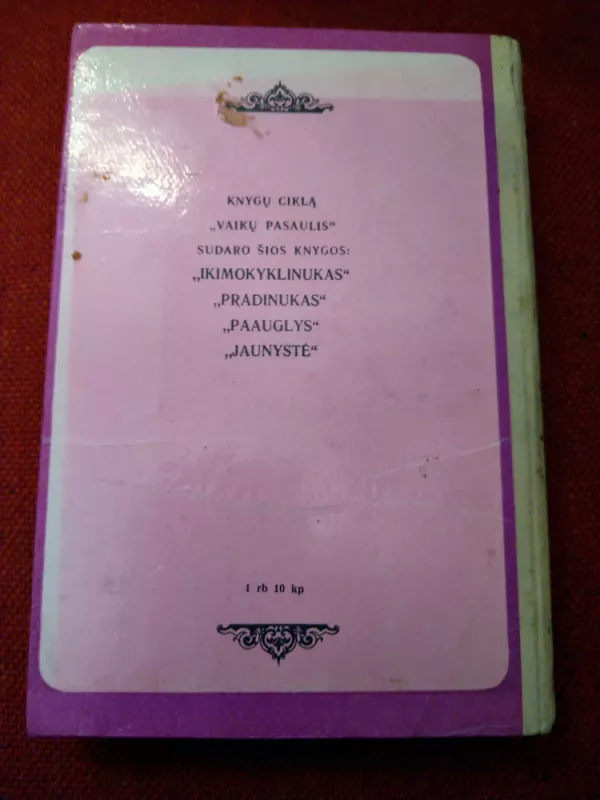 KNYGŲ CIKLĄ
„VAIKŲ PASAULIS“
SUDARO ŠIOS KNYGOS:
„IKIMOKYKLINUKAS“
„PRADINUKAS“
„PAAUGLYS“
„JAUNYSTĖ“
1 rb 10 kp